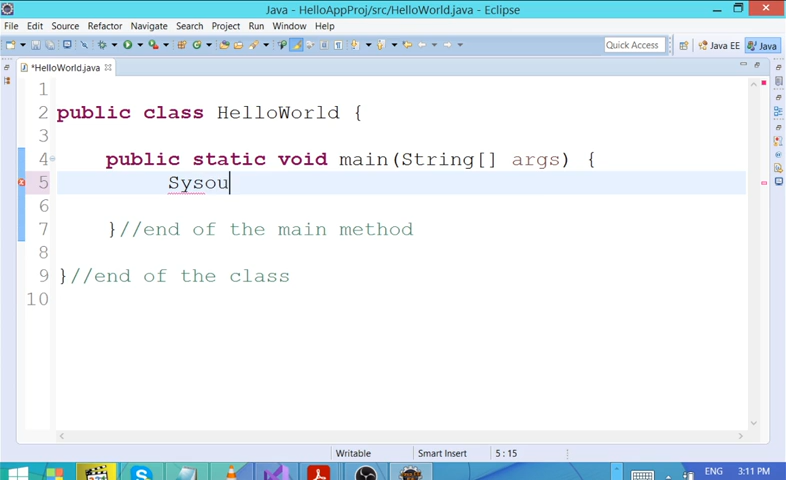 Java - HelloAppProj/src/HelloWorld.java - Eclipse
File Edit Source Refactor Navigate Search Project Run Window Help
Quick Access Java EE Java
*HelloWorld.java
1
2 public class HelloWorld {
3
4 public static void main(String[] args) {
5 Sysou
6
7 }//end of the main method
8
9 }//end of the class
10
Writable Smart Insert 5 : 15
ENG 3:11 PM